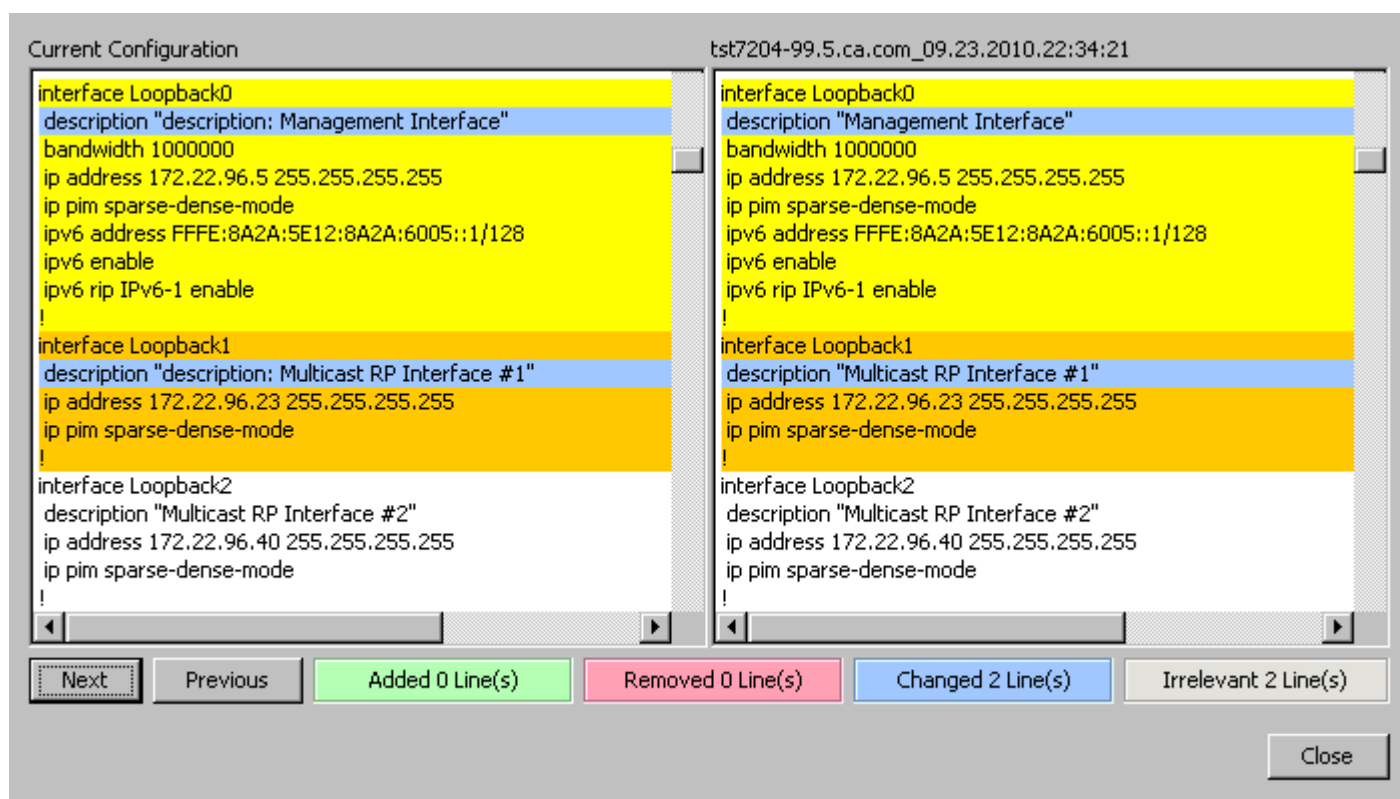 Current Configuration
tst7204-99.5.ca.com_09.23.2010.22:34:21
interface Loopback0
description "description: Management Interface"
bandwidth 1000000
ip address 172.22.96.5 255.255.255.255
ip pim sparse-dense-mode
ipv6 address FFFE:8A2A:5E12:8A2A:6005::1/128
ipv6 enable
ipv6 rip IPv6-1 enable
!
interface Loopback1
description "description: Multicast RP Interface #1"
ip address 172.22.96.23 255.255.255.255
ip pim sparse-dense-mode
!
interface Loopback2
description "Multicast RP Interface #2"
ip address 172.22.96.40 255.255.255.255
ip pim sparse-dense-mode
!
interface Loopback0
description "Management Interface"
bandwidth 1000000
ip address 172.22.96.5 255.255.255.255
ip pim sparse-dense-mode
ipv6 address FFFE:8A2A:5E12:8A2A:6005::1/128
ipv6 enable
ipv6 rip IPv6-1 enable
!
interface Loopback1
description "Multicast RP Interface #1"
ip address 172.22.96.23 255.255.255.255
ip pim sparse-dense-mode
!
interface Loopback2
description "Multicast RP Interface #2"
ip address 172.22.96.40 255.255.255.255
ip pim sparse-dense-mode
!
Next
Previous
Added 0 Line(s)
Removed 0 Line(s)
Changed 2 Line(s)
Irrelevant 2 Line(s)
Close